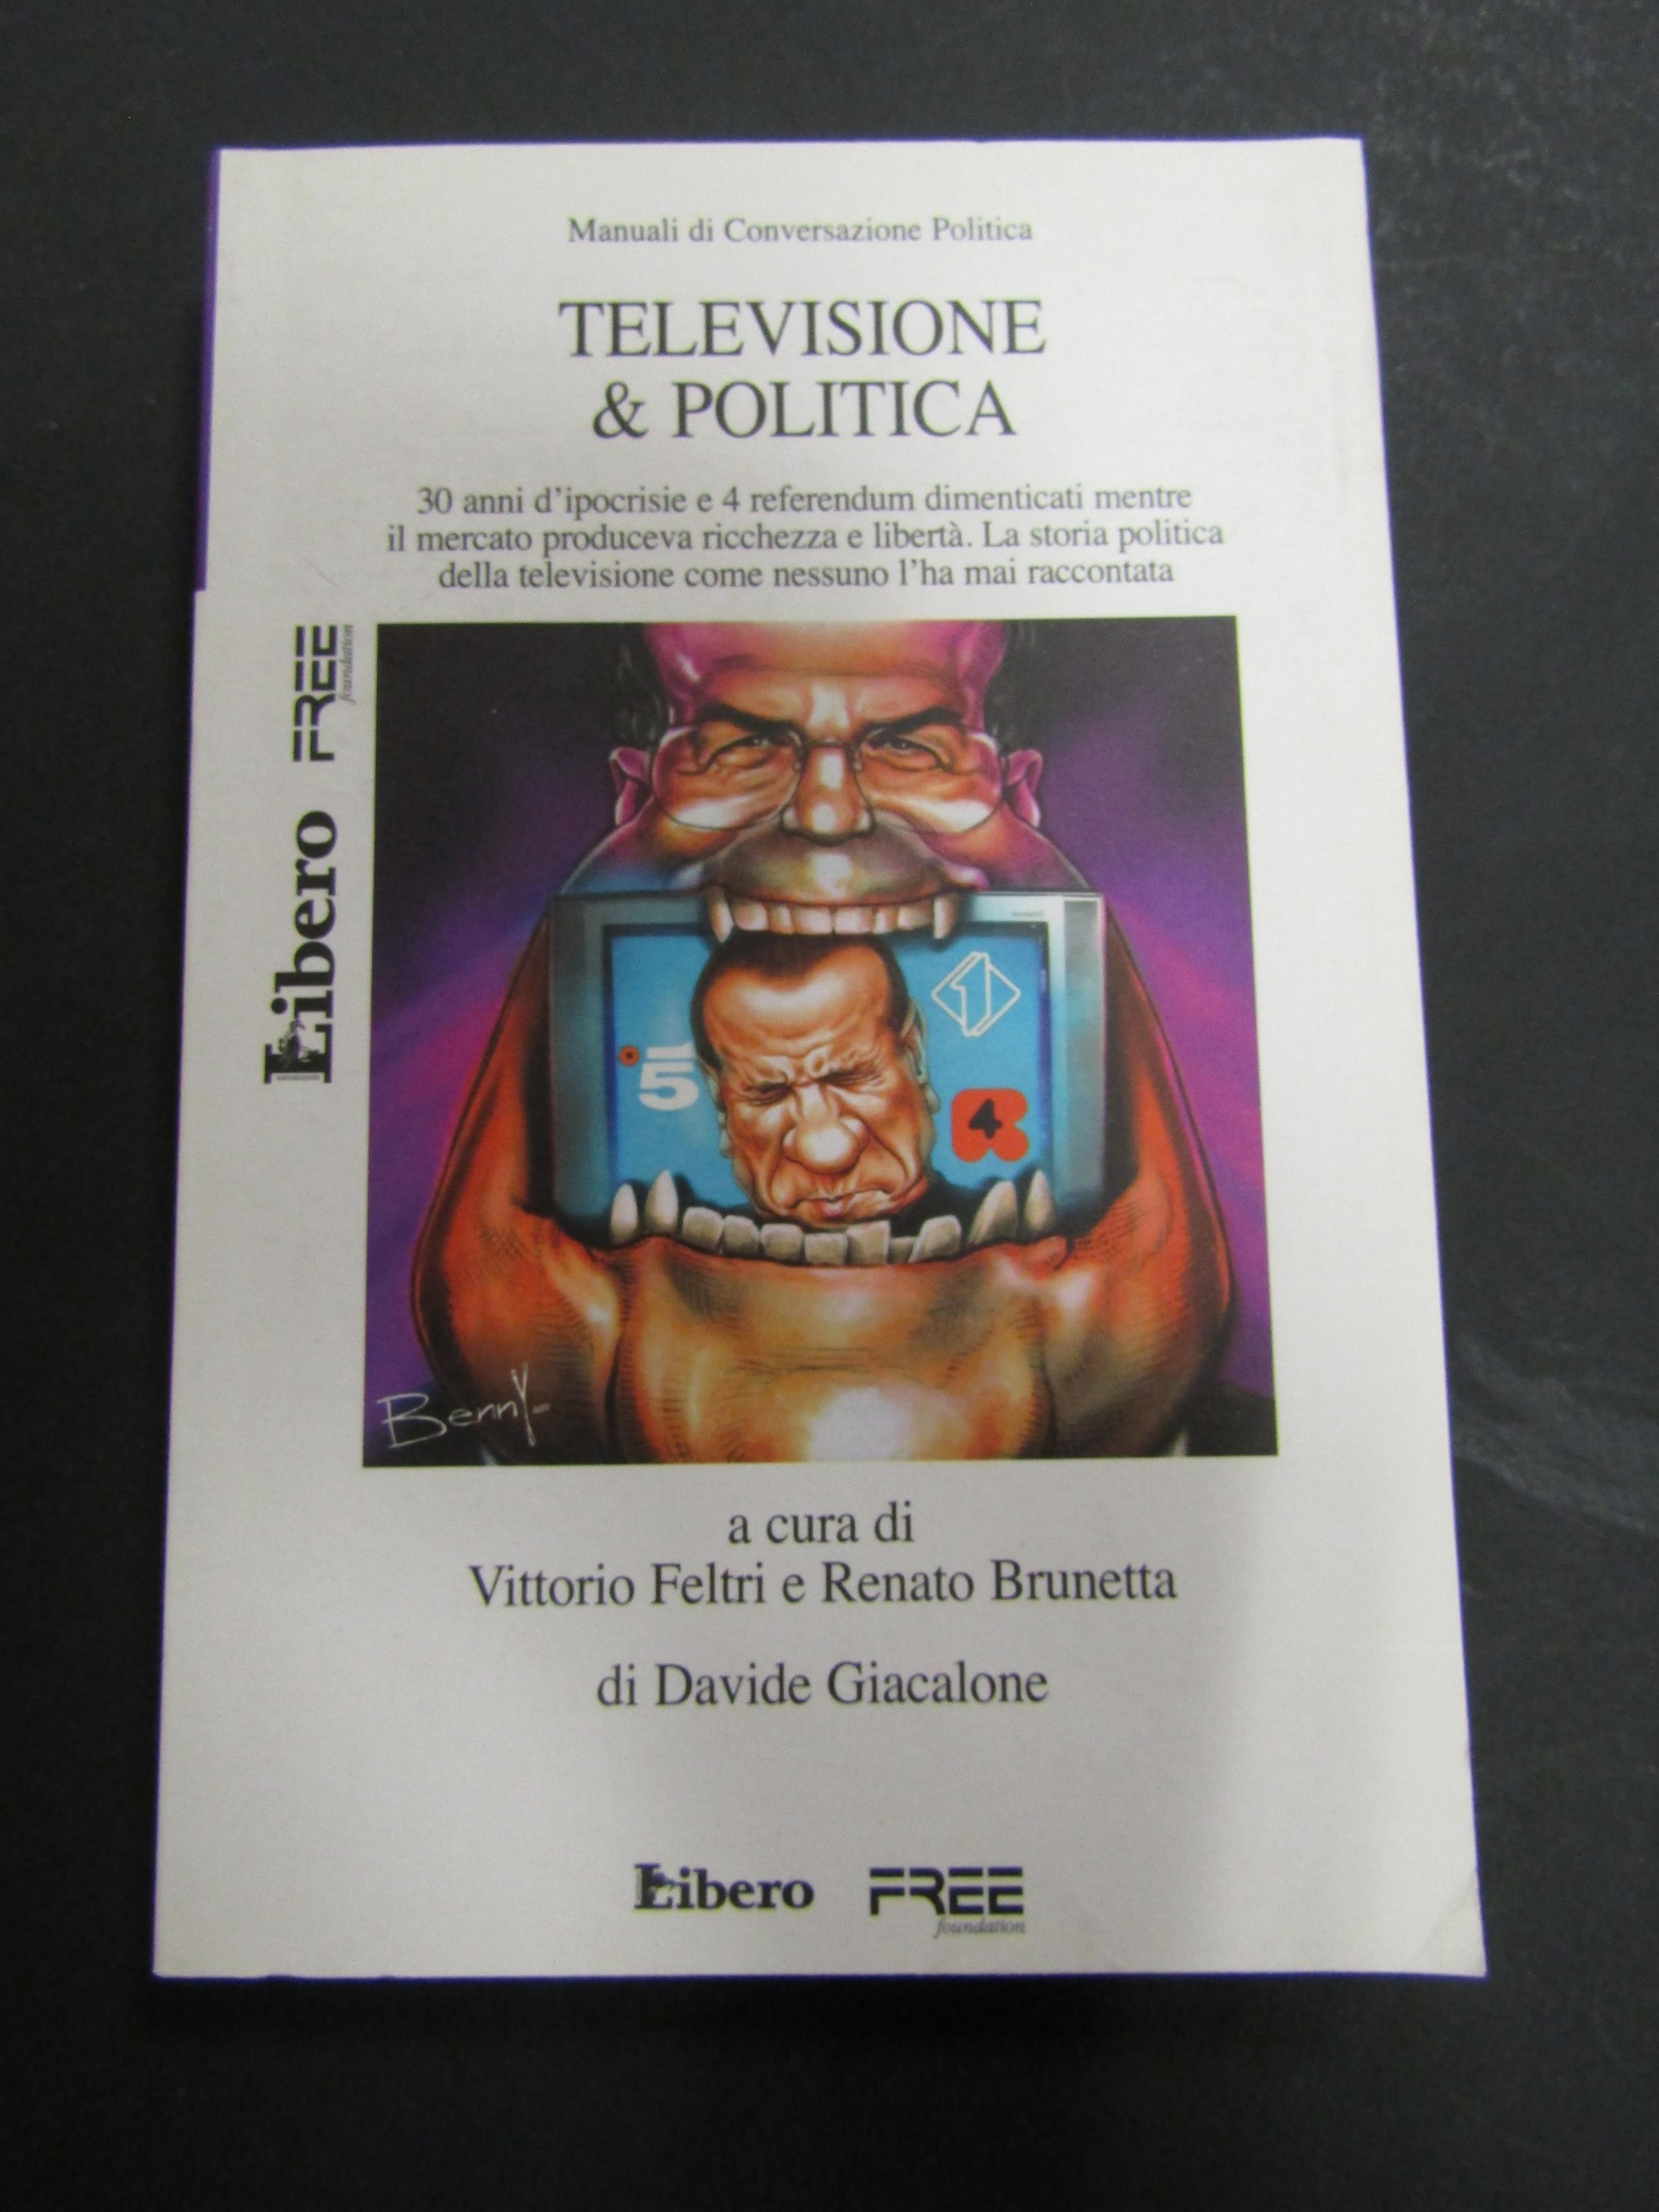 Manuali di Conversazione Politica
TELEVISIONE
& POLITICA
30 anni d'ipocrisie e 4 referendum dimenticati mentre
il mercato produceva ricchezza e libertà. La storia politica
della televisione come nessuno l'ha mai raccontata
Libero FREE
foundation
5
1
4
Benny
a cura di
Vittorio Feltri e Renato Brunetta
di Davide Giacalone
Libero FREE
foundation